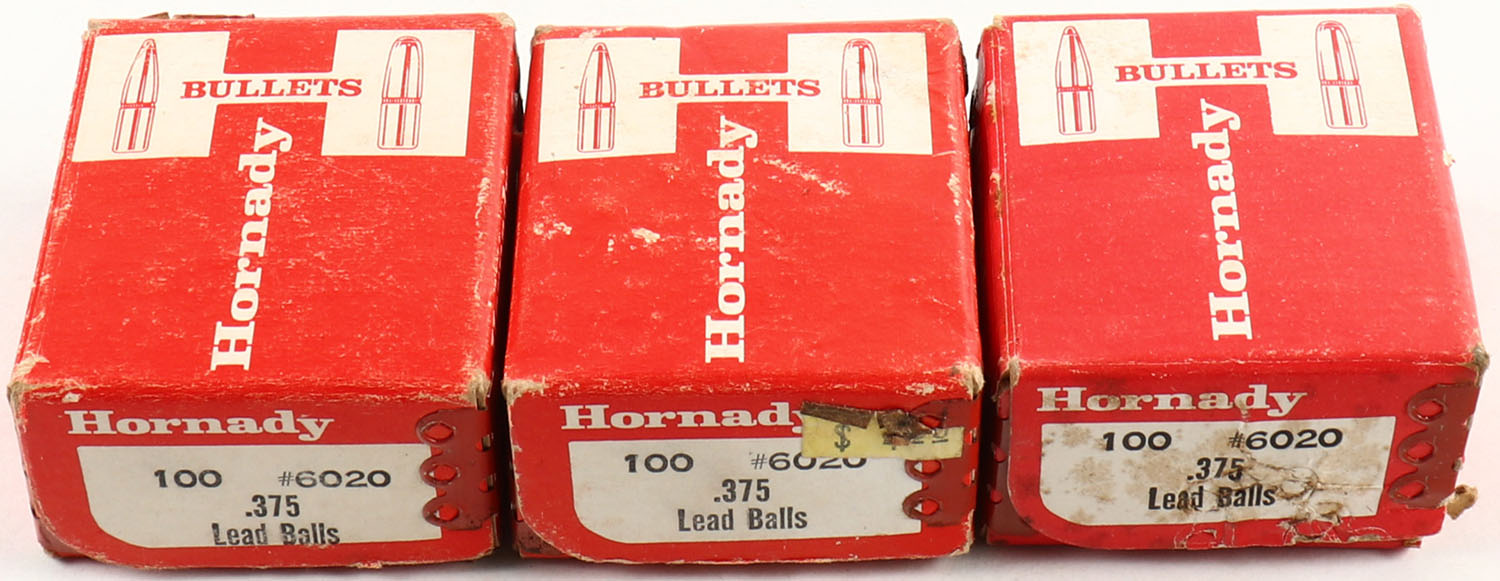 BULLETS
Hornady
Hornady
100 #6020
.375
Lead Balls
BULLETS
Hornady
Hornady
$
100 #6020
.375
Lead Balls
BULLETS
Hornady
Hornady
100 #6020
.375
Lead Balls